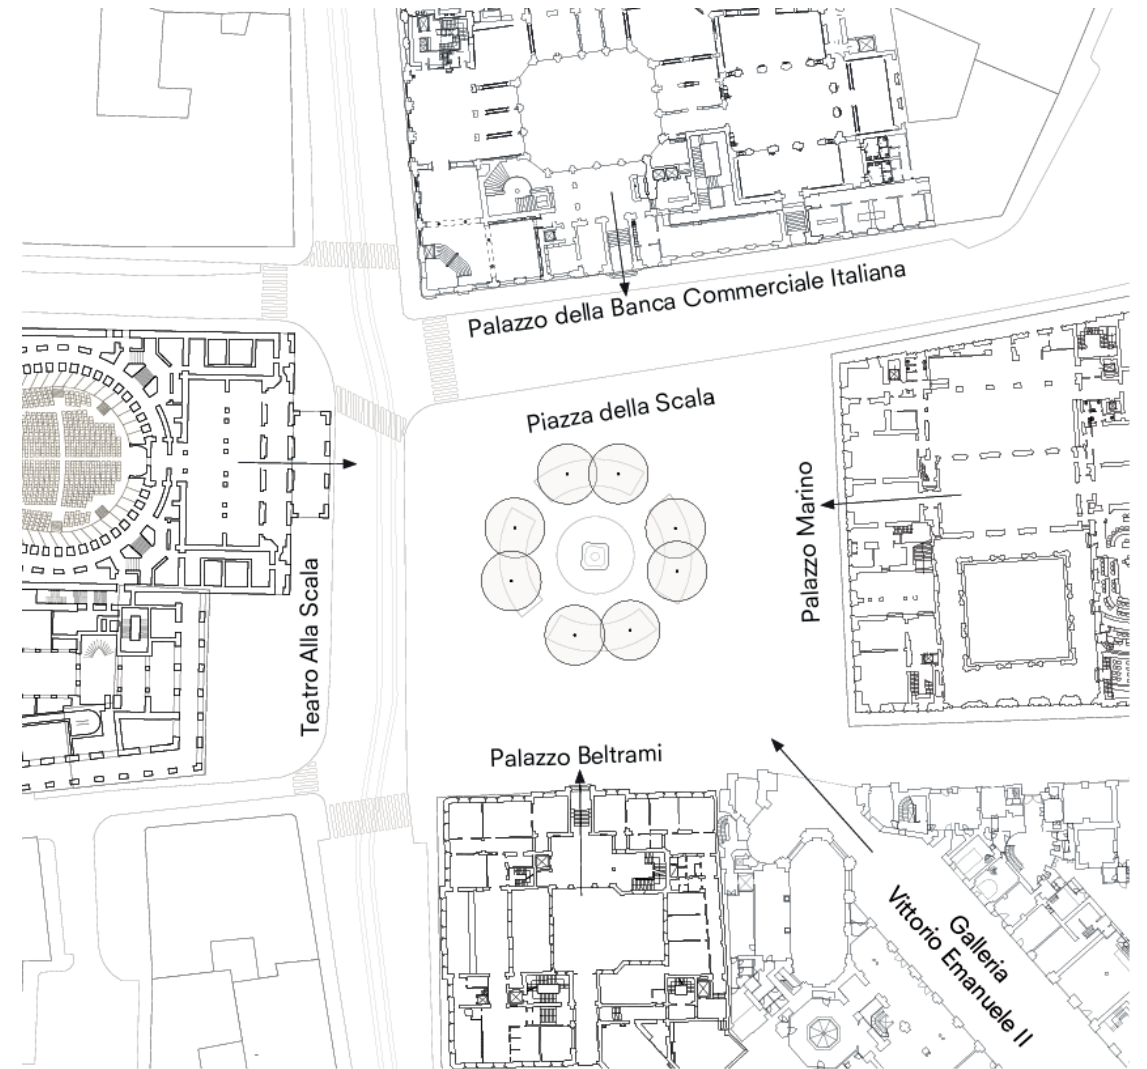 Palazzo della Banca Commerciale Italiana
Piazza della Scala
Palazzo Marino
Teatro Alla Scala
Palazzo Beltrami
Galleria
Vittorio Emanuele II